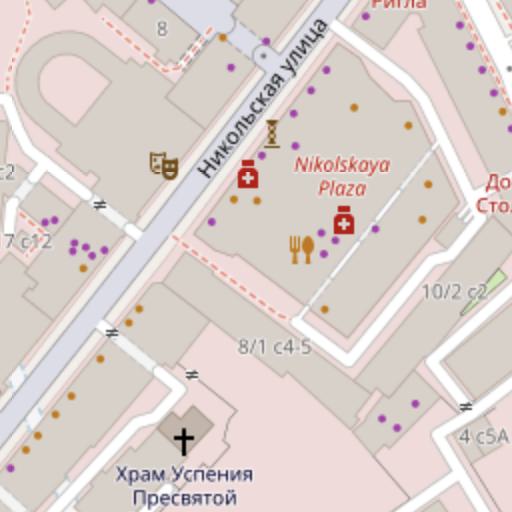 Ригла
8
Никольская улица
Nikolskaya
Plaza
с2
До
Сто
7 с12
10/2 с2
8/1 с4-5
4 с5А
Храм Успения
Пресвятой